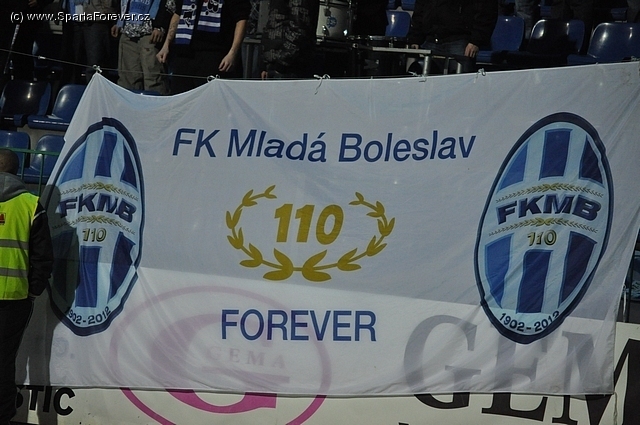 © www.SpartaForever.cz
FK Mladá Boleslav
FKMB
110
1902-2012
110
FKMB
110
1902-2012
FOREVER
G
GEMA
GEM
TIC